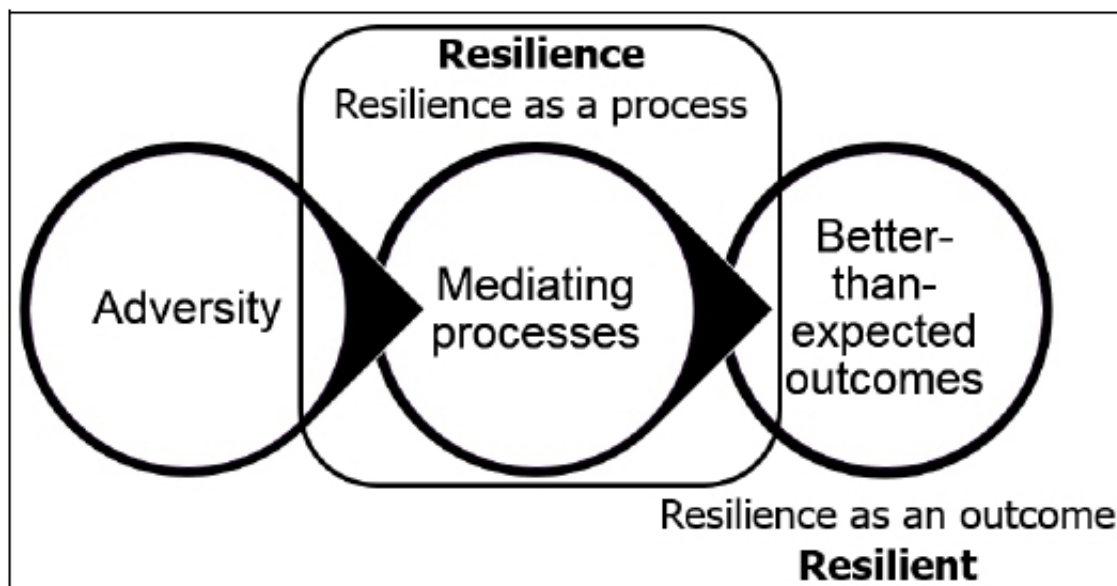 Resilience
Resilience as a process
Adversity
Mediating
processes
Better-
than-
expected
outcomes
Resilience as an outcome
Resilient